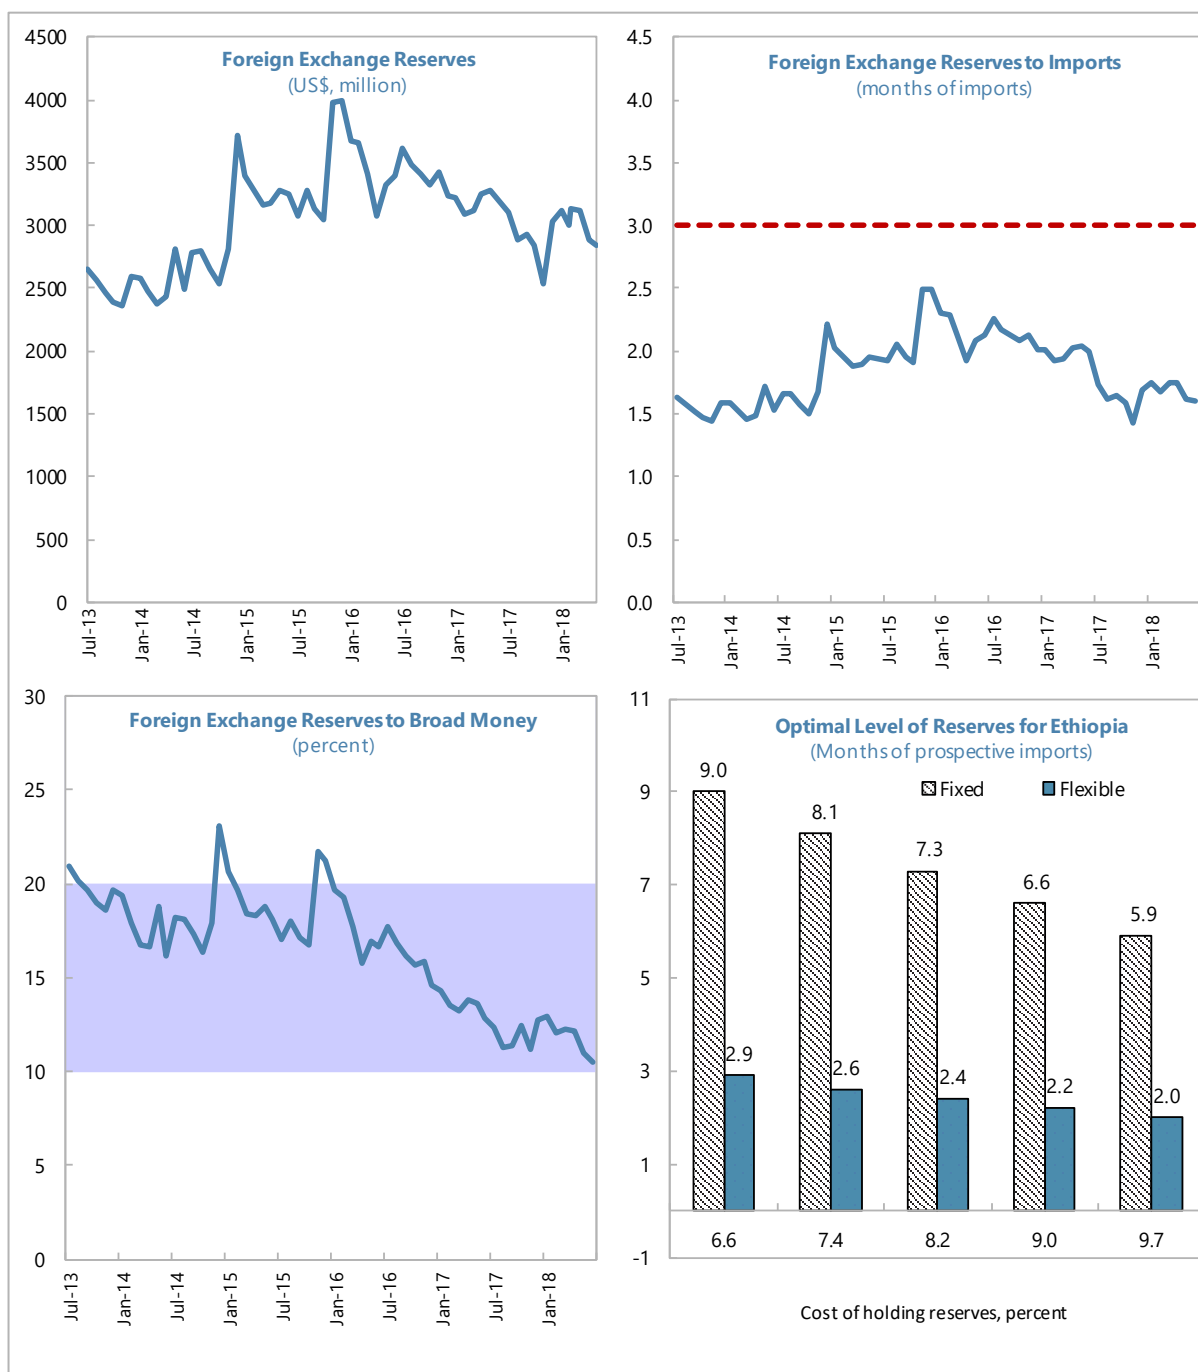 Foreign Exchange Reserves
(US$, million)
4500
4000
3500
3000
2500
2000
1500
1000
500
0
Jul-13
Jan-14
Jul-14
Jan-15
Jul-15
Jan-16
Jul-16
Jan-17
Jul-17
Jan-18
Foreign Exchange Reserves to Imports
(months of imports)
4.5
4.0
3.5
3.0
2.5
2.0
1.5
1.0
0.5
0.0
Jul-13
Jan-14
Jul-14
Jan-15
Jul-15
Jan-16
Jul-16
Jan-17
Jul-17
Jan-18
Foreign Exchange Reserves to Broad Money
(percent)
30
25
20
15
10
5
0
Jul-13
Jan-14
Jul-14
Jan-15
Jul-15
Jan-16
Jul-16
Jan-17
Jul-17
Jan-18
Optimal Level of Reserves for Ethiopia
(Months of prospective imports)
Fixed Flexible
11
9
7
5
3
1
-1
9.0
8.1
7.3
6.6
5.9
2.9
2.6
2.4
2.2
2.0
6.6 7.4 8.2 9.0 9.7
Cost of holding reserves, percent